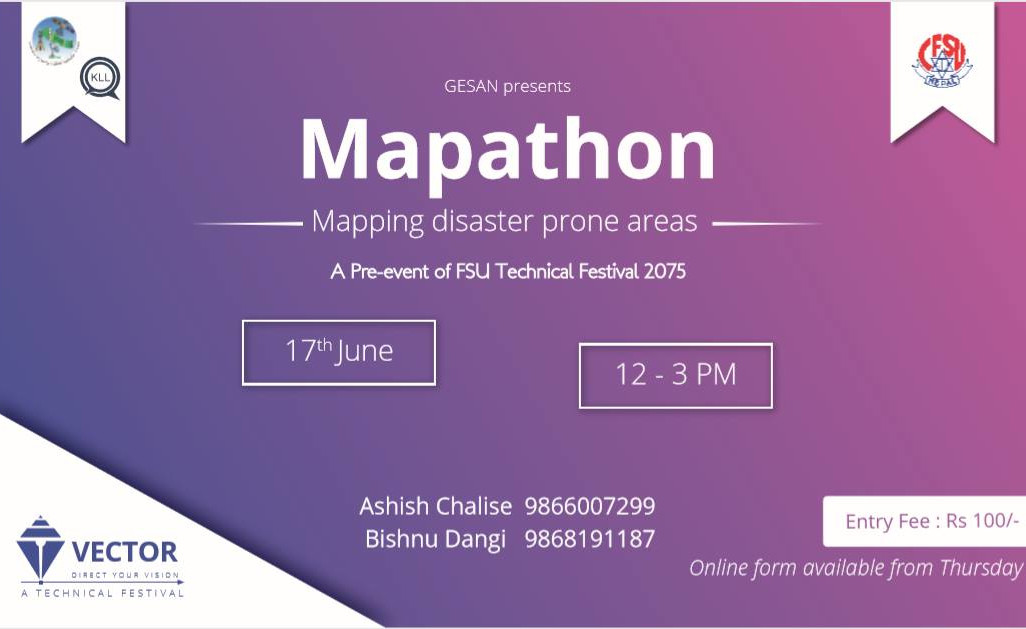 KLL
FSU
NEPAL
GESAN presents
Mapathon
Mapping disaster prone areas
A Pre-event of FSU Technical Festival 2075
17th June
12 - 3 PM
Ashish Chalise 9866007299
Bishnu Dangi 9868191187
Entry Fee : Rs 100/-
Online form available from Thursday
VECTOR
DIRECT YOUR VISION
A TECHNICAL FESTIVAL